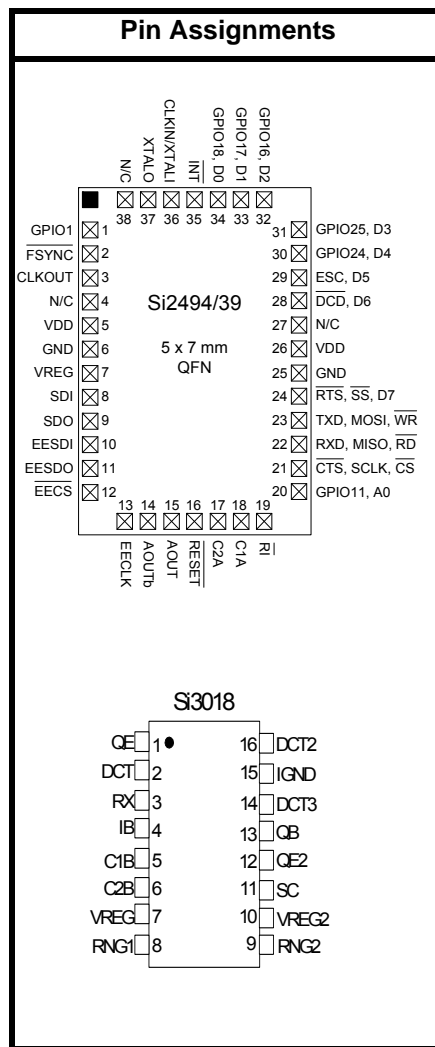 Pin Assignments
N/C
XTALO
CLKIN/XTALI
INT
GPIO18, D0
GPIO17, D1
GPIO16, D2
38 37 36 35 34 33 32
GPIO1 1
FSYNC 2
CLKOUT 3
N/C 4
VDD 5
GND 6
VREG 7
SDI 8
SDO 9
EESDI 10
EESDO 11
EECS 12
Si2494/39
5 x 7 mm
QFN
31 GPIO25, D3
30 GPIO24, D4
29 ESC, D5
28 DCD, D6
27 N/C
26 VDD
25 GND
24 RTS, SS, D7
23 TXD, MOSI, WR
22 RXD, MISO, RD
21 CTS, SCLK, CS
20 GPIO11, A0
13 14 15 16 17 18 19
EECLK
AOUTb
AOUT
RESET
C2A
C1A
RI
Si3018
QE 1 16 DCT2
DCT 2 15 IGND
RX 3 14 DCT3
IB 4 13 QB
C1B 5 12 QE2
C2B 6 11 SC
VREG 7 10 VREG2
RNG1 8 9 RNG2